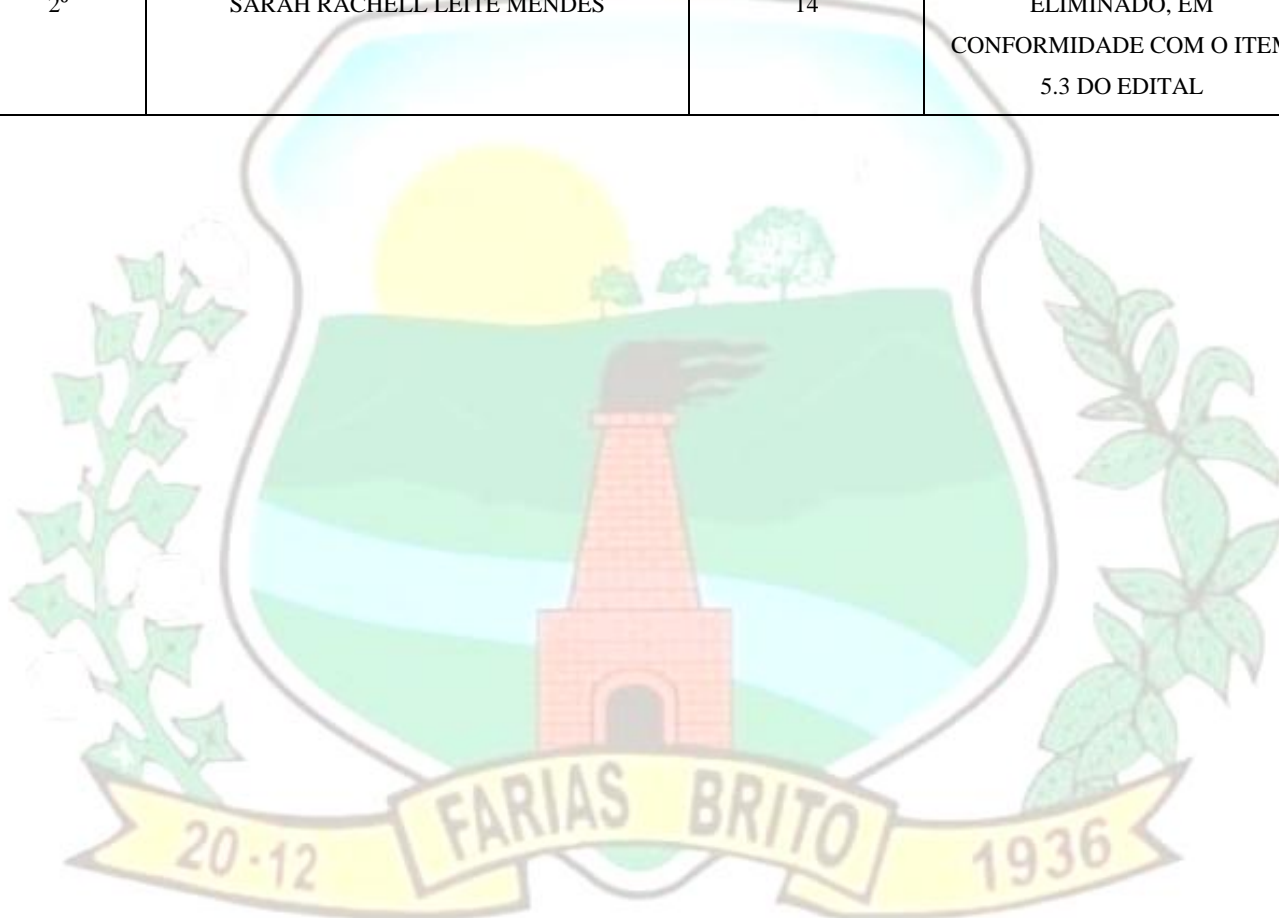 2º SARAH RACHELL LEITE MENDES 14 ELIMINADO, EM
CONFORMIDADE COM O ITEM
5.3 DO EDITAL
FARIAS BRITO
20-12 1936